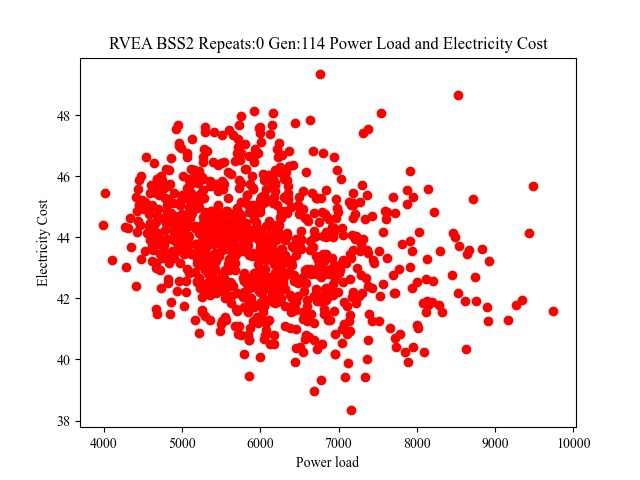 RVEA BSS2 Repeats:0 Gen:114 Power Load and Electricity Cost
Electricity Cost
48
46
44
42
40
38
4000 5000 6000 7000 8000 9000 10000
Power load